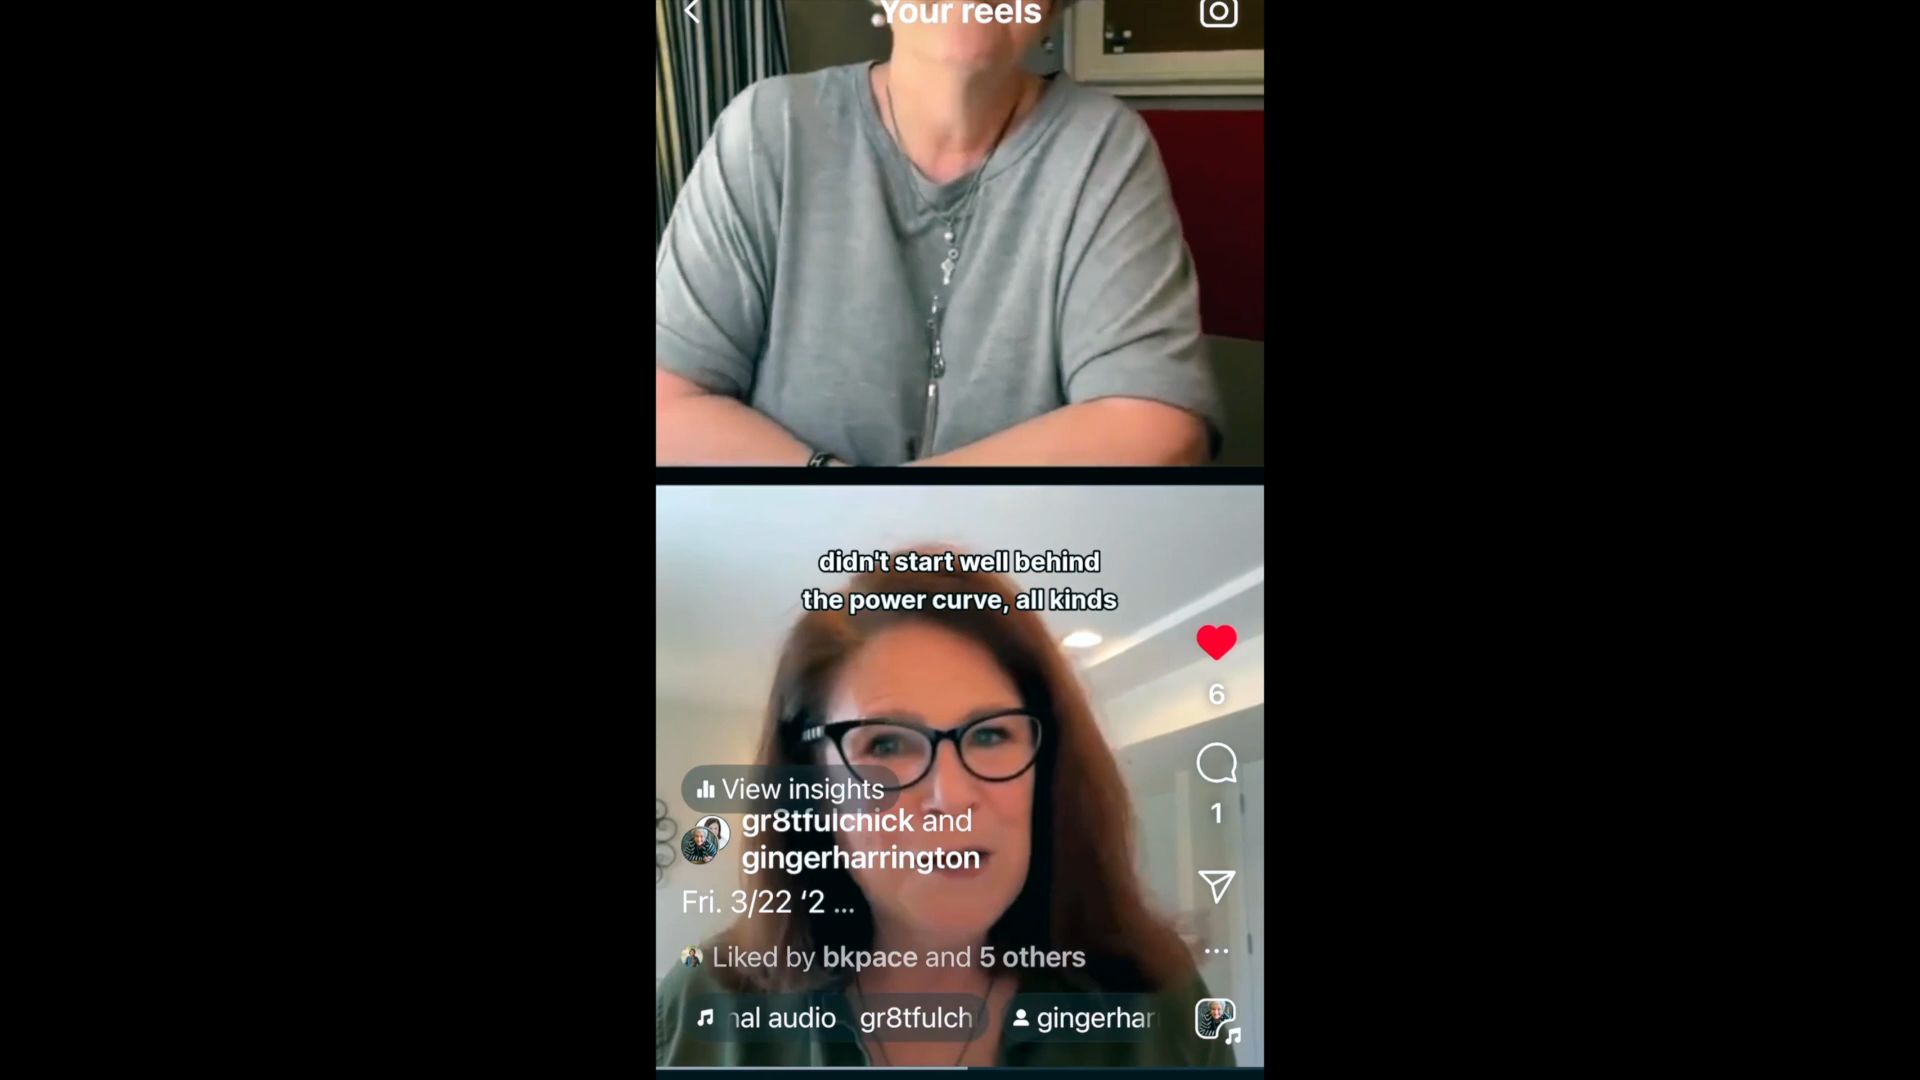 Your reels
didn't start well behind
the power curve, all kinds
6
View insights
1
gr8tfulchick and
gingerharrington
Fri. 3/22 ‘2 ...
Liked by bkpace and 5 others
nal audio gr8tfulch
gingerhar